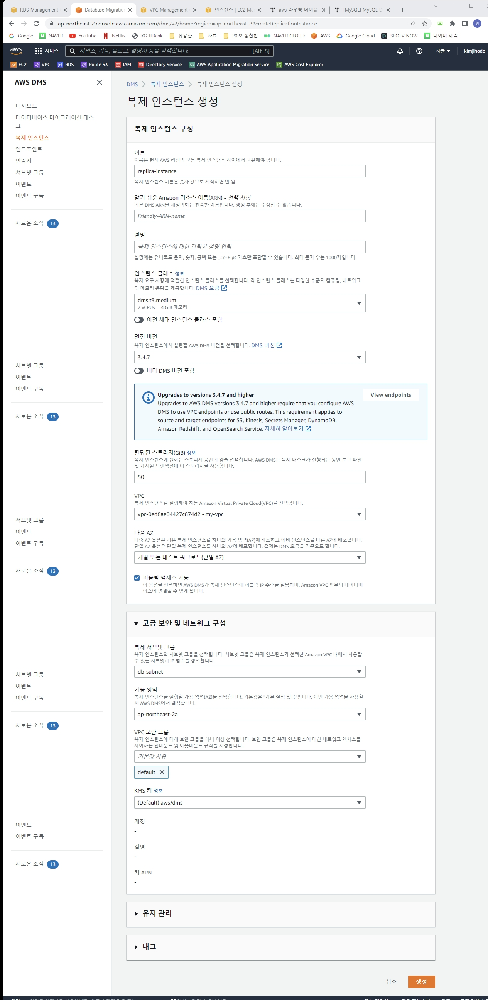 RDS Management
Database Migration
VPC Management
인스턴스 | EC2 Ma
aws 라우팅 테이블
[MySQL] MySQL D
ap-northeast-2.console.aws.amazon.com/dms/v2/home?region=ap-northeast-2#createReplicationInstance
Google NAVER YouTube Netflix KG ITBank 유용한 자료 2022 종합반 NAVER CLOUD AWS Google Cloud SPOTV NOW 네이버 해축
aws 서비스 서비스, 기능, 블로그, 설명서 등을 검색합니다. [Alt+S] 서울 kimjihodo
EC2 VPC RDS Route 53 IAM Directory Service AWS Application Migration Service AWS Cost Explorer
AWS DMS
대시보드
데이터베이스 마이그레이션 태스
크
복제 인스턴스
엔드포인트
인증서
서브넷 그룹
이벤트
이벤트 구독
새로운 소식 13
서브넷 그룹
이벤트
이벤트 구독
새로운 소식 13
서브넷 그룹
이벤트
이벤트 구독
새로운 소식 13
서브넷 그룹
이벤트
이벤트 구독
새로운 소식 13
이벤트
이벤트 구독
새로운 소식 13
DMS 복제 인스턴스 복제 인스턴스 생성
복제 인스턴스 생성
복제 인스턴스 구성
이름
이름은 현재 AWS 리전의 모든 복제 인스턴스 사이에서 고유해야 합니다.
replica-instance
복제 인스턴스 이름은 숫자 값으로 시작하면 안 됨
알기 쉬운 Amazon 리소스 이름(ARN) - 선택 사항
기본 DMS ARN을 재정의하는 친숙한 이름입니다. 생성 후에는 수정할 수 없습니다.
Friendly-ARN-name
설명
복제 인스턴스에 대한 간략한 설명 입력
설명에는 유니코드 문자, 숫자, 공백 또는 _.:/=+-@ 기호만 포함할 수 있습니다. 최대 문자 수는 1000자입니다.
인스턴스 클래스 정보
복제 요구 사항에 적절한 인스턴스 클래스를 선택합니다. 각 인스턴스 클래스는 다양한 수준의 컴퓨팅, 네트워크
및 메모리 용량을 제공합니다. DMS 요금
dms.t3.medium
2 vCPUs 4 GiB 메모리
이전 세대 인스턴스 클래스 포함
엔진 버전
복제 인스턴스에서 실행할 AWS DMS 버전을 선택합니다. DMS 버전
3.4.7
베타 DMS 버전 포함
Upgrades to versions 3.4.7 and higher
View endpoints
Upgrades to AWS DMS versions 3.4.7 and higher require that you configure AWS
DMS to use VPC endpoints or use public routes. This requirement applies to
source and target endpoints for S3, Kinesis, Secrets Manager, DynamoDB,
Amazon Redshift, and OpenSearch Service. 자세히 알아보기
할당된 스토리지(GiB) 정보
복제 인스턴스에 원하는 스토리지 공간의 양을 선택합니다. AWS DMS는 복제 태스크가 진행되는 동안 로그 파일
및 캐시된 트랜잭션에 이 스토리지를 사용합니다.
50
VPC
복제 인스턴스를 실행해야 하는 Amazon Virtual Private Cloud(VPC)를 선택합니다.
vpc-0ed8ae04427c874d2 - my-vpc
다중 AZ
다중 AZ 옵션은 기본 복제 인스턴스를 하나의 가용 영역(AZ)에 배포하고 예비 인스턴스를 다른 AZ에 배포합니다.
단일 AZ 옵션은 단일 복제 인스턴스를 하나의 AZ에 배포합니다. 결제는 DMS 요금을 기준으로 합니다.
개발 또는 테스트 워크로드(단일 AZ)
퍼블릭 액세스 가능
이 옵션을 선택하면 AWS DMS가 복제 인스턴스에 퍼블릭 IP 주소를 할당하며, Amazon VPC 외부의 데이터베
이스에 연결할 수 있게 됩니다.
고급 보안 및 네트워크 구성
복제 서브넷 그룹
복제 인스턴스의 서브넷 그룹을 선택합니다. 서브넷 그룹은 복제 인스턴스가 선택한 Amazon VPC 내에서 사용할
수 있는 서브넷과 IP 범위를 정의합니다.
db-subnet
가용 영역
복제 인스턴스를 실행할 가용 영역(AZ)을 선택합니다. 기본값은 "기본 설정 없음"입니다. 어떤 가용 영역을 사용할
지 AWS DMS에서 결정합니다.
ap-northeast-2a
VPC 보안 그룹
복제 인스턴스에 대해 보안 그룹을 하나 이상 선택합니다. 보안 그룹은 복제 인스턴스에 대한 네트워크 액세스를
제어하는 인바운드 및 아웃바운드 규칙을 지정합니다.
기본값 사용
default
KMS 키 정보
(Default) aws/dms
계정
-
설명
-
키 ARN
-
유지 관리
태그
취소 생성